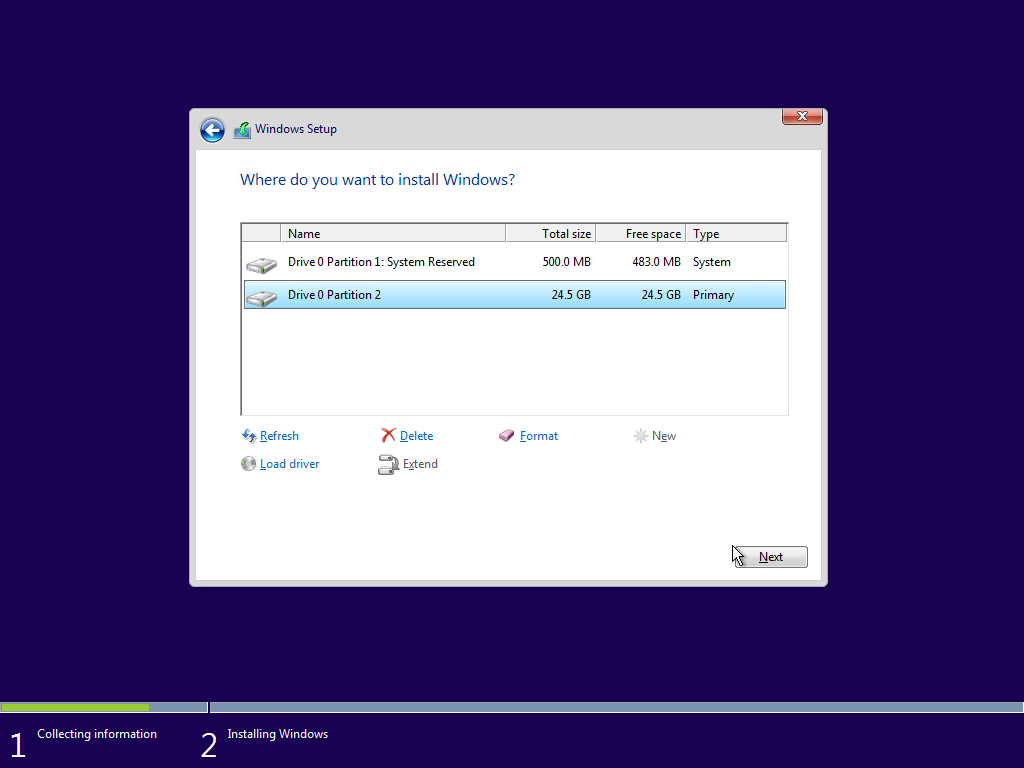 Windows Setup
Where do you want to install Windows?
Name Total size Free space Type
Drive 0 Partition 1: System Reserved 500.0 MB 483.0 MB System
Drive 0 Partition 2 24.5 GB 24.5 GB Primary
Refresh Delete Format New
Load driver Extend
Next
1 Collecting information 2 Installing Windows